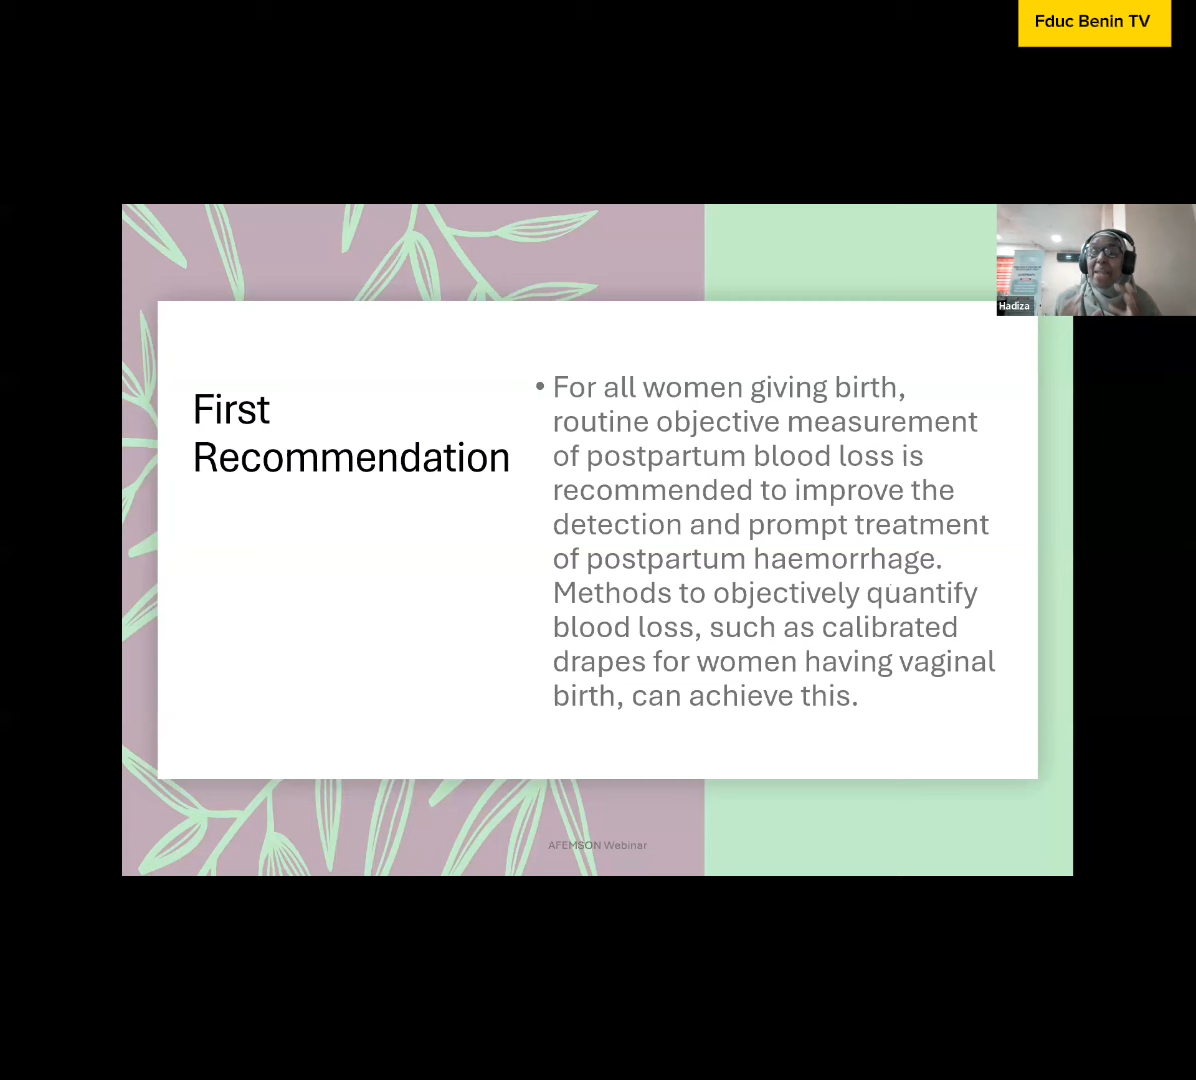 Fduc Benin TV
Hadiza
First
Recommendation
• For all women giving birth,
routine objective measurement
of postpartum blood loss is
recommended to improve the
detection and prompt treatment
of postpartum haemorrhage.
Methods to objectively quantify
blood loss, such as calibrated
drapes for women having vaginal
birth, can achieve this.
AFEMSON Webinar